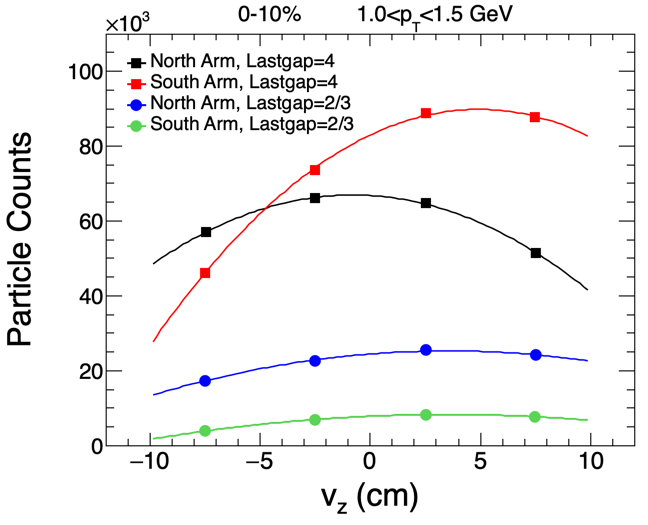 ×10³ 0-10% 1.0<p_T<1.5 GeV
North Arm, Lastgap=4
South Arm, Lastgap=4
North Arm, Lastgap=2/3
South Arm, Lastgap=2/3
Particle Counts
100
80
60
40
20
0
−10 −5 0 5 10
v_z (cm)